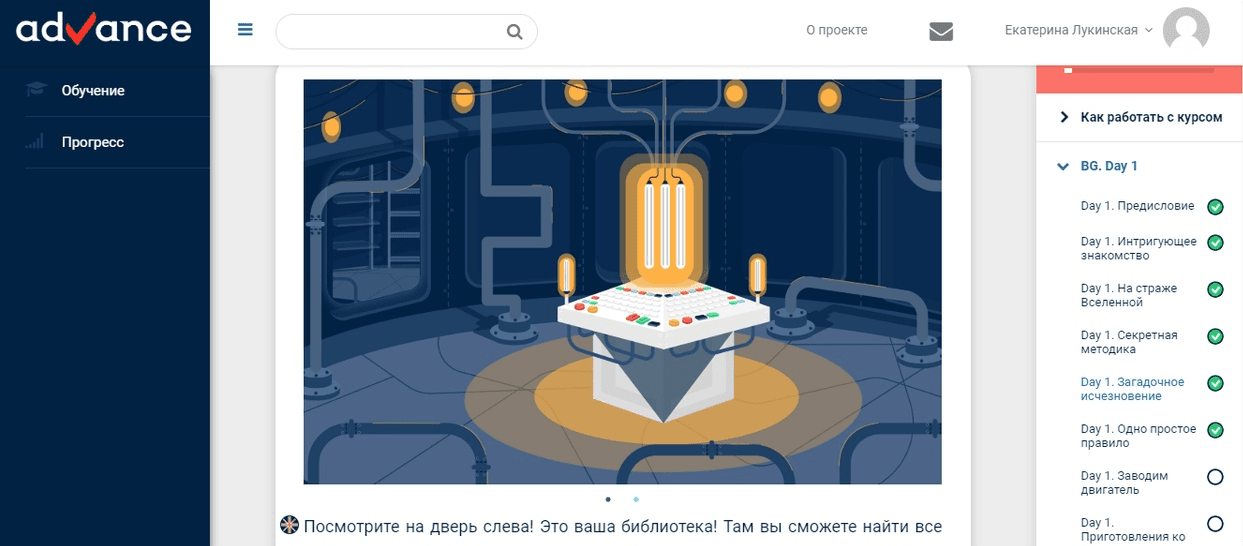 advance
О проекте
Екатерина Лукинская
Обучение
Прогресс
Посмотрите на дверь слева! Это ваша библиотека! Там вы сможете найти все
Как работать с курсом
BG. Day 1
Day 1. Предисловие
Day 1. Интригующее
знакомство
Day 1. На страже
Вселенной
Day 1. Секретная
методика
Day 1. Загадочное
исчезновение
Day 1. Одно простое
правило
Day 1. Заводим
двигатель
Day 1.
Приготовления ко